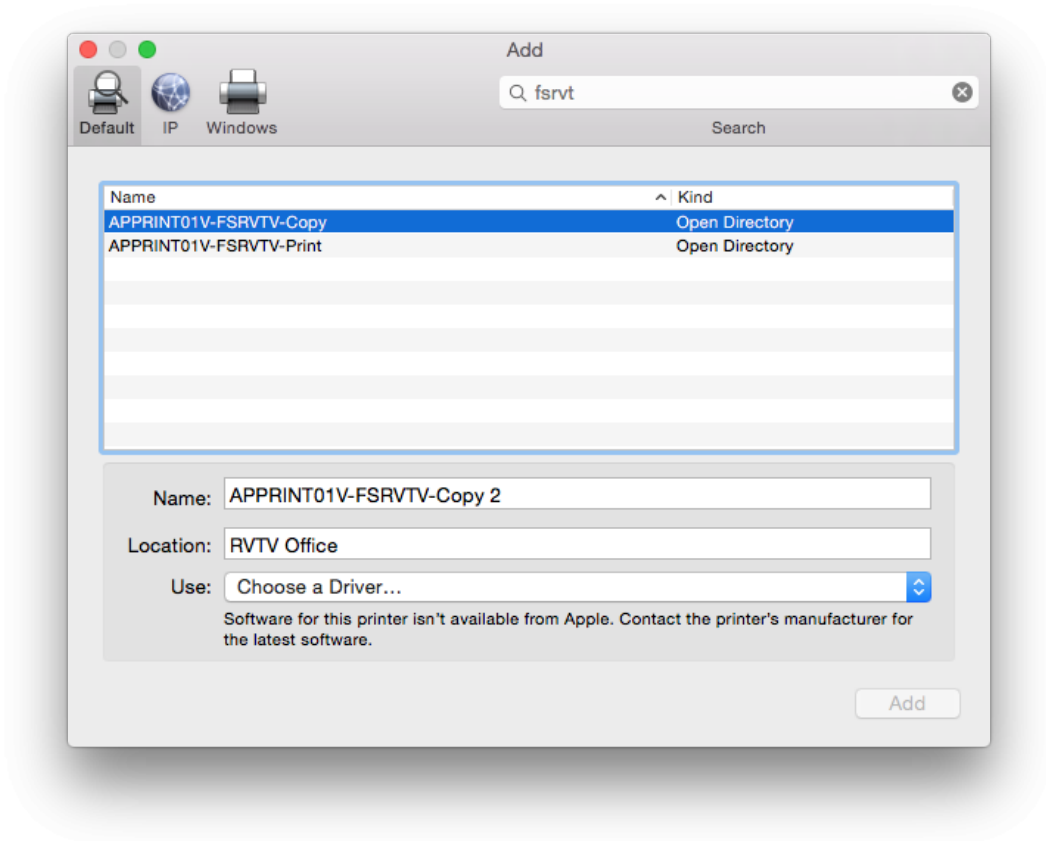 Add
fsrvt
Default IP Windows Search
Name Kind
APPRINT01V-FSRVTV-Copy Open Directory
APPRINT01V-FSRVTV-Print Open Directory
Name: APPRINT01V-FSRVTV-Copy 2
Location: RVTV Office
Use: Choose a Driver...
Software for this printer isn't available from Apple. Contact the printer's manufacturer for
the latest software.
Add